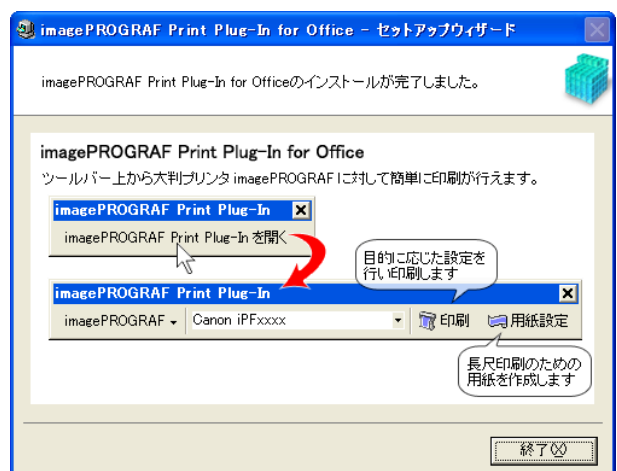 imagePROGRAF Print Plug-In for Office - セットアップウィザード
imagePROGRAF Print Plug-In for Officeのインストールが完了しました。
imagePROGRAF Print Plug-In for Office
ツールバー上から大判プリンタ imagePROGRAF に対して簡単に印刷が行えます。
imagePROGRAF Print Plug-In
imagePROGRAF Print Plug-In を開く
目的に応じた設定を
行い印刷します
imagePROGRAF Print Plug-In
imagePROGRAF Canon iPFxxxx 印刷 用紙設定
長尺印刷のための
用紙を作成します
終了(X)